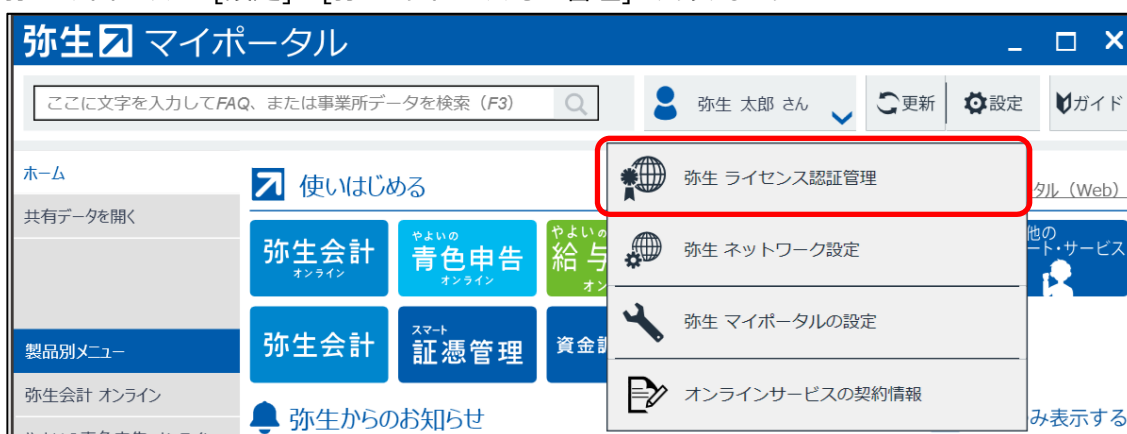 弥生 マイポータル
ここに文字を入力してFAQ、または事業所データを検索（F3）
弥生 太郎 さん
更新
設定
ガイド
ホーム
共有データを開く
製品別メニュー
弥生会計 オンライン
使いはじめる
弥生会計
オンライン
やよいの
青色申告
オンライン
やよいの
給与
弥生会計
スマート
証憑管理
弥生からのお知らせ
弥生 ライセンス認証管理
弥生 ネットワーク設定
弥生 マイポータルの設定
オンラインサービスの契約情報
タル（Web）
他の
ート・サービス
み表示する